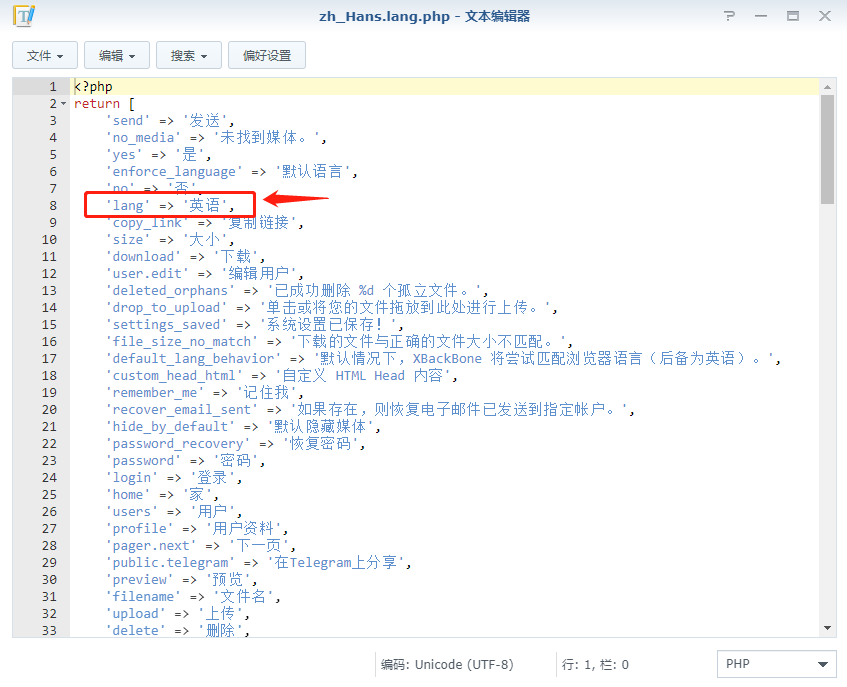 zh_Hans.lang.php - 文本编辑器
文件 编辑 搜索 偏好设置
1 <?php
2 return [
3 'send' => '发送',
4 'no_media' => '未找到媒体。',
5 'yes' => '是',
6 'enforce_language' => '默认语言',
7 'no' => '否',
8 'lang' => '英语',
9 'copy_link' => '复制链接',
10 'size' => '大小',
11 'download' => '下载',
12 'user.edit' => '编辑用户',
13 'deleted_orphans' => '已成功删除 %d 个孤立文件。',
14 'drop_to_upload' => '单击或将您的文件拖放到此处进行上传。',
15 'settings_saved' => '系统设置已保存！',
16 'file_size_no_match' => '下载的文件与正确的文件大小不匹配。',
17 'default_lang_behavior' => '默认情况下，XBackBone 将尝试匹配浏览器语言（后备为英语）。',
18 'custom_head_html' => '自定义 HTML Head 内容',
19 'remember_me' => '记住我',
20 'recover_email_sent' => '如果存在，则恢复电子邮件已发送到指定帐户。',
21 'hide_by_default' => '默认隐藏媒体',
22 'password_recovery' => '恢复密码',
23 'password' => '密码',
24 'login' => '登录',
25 'home' => '家',
26 'users' => '用户',
27 'profile' => '用户资料',
28 'pager.next' => '下一页',
29 'public.telegram' => '在Telegram上分享',
30 'preview' => '预览',
31 'filename' => '文件名',
32 'upload' => '上传',
33 'delete' => '删除',
编码: Unicode (UTF-8) 行: 1, 栏: 0 PHP